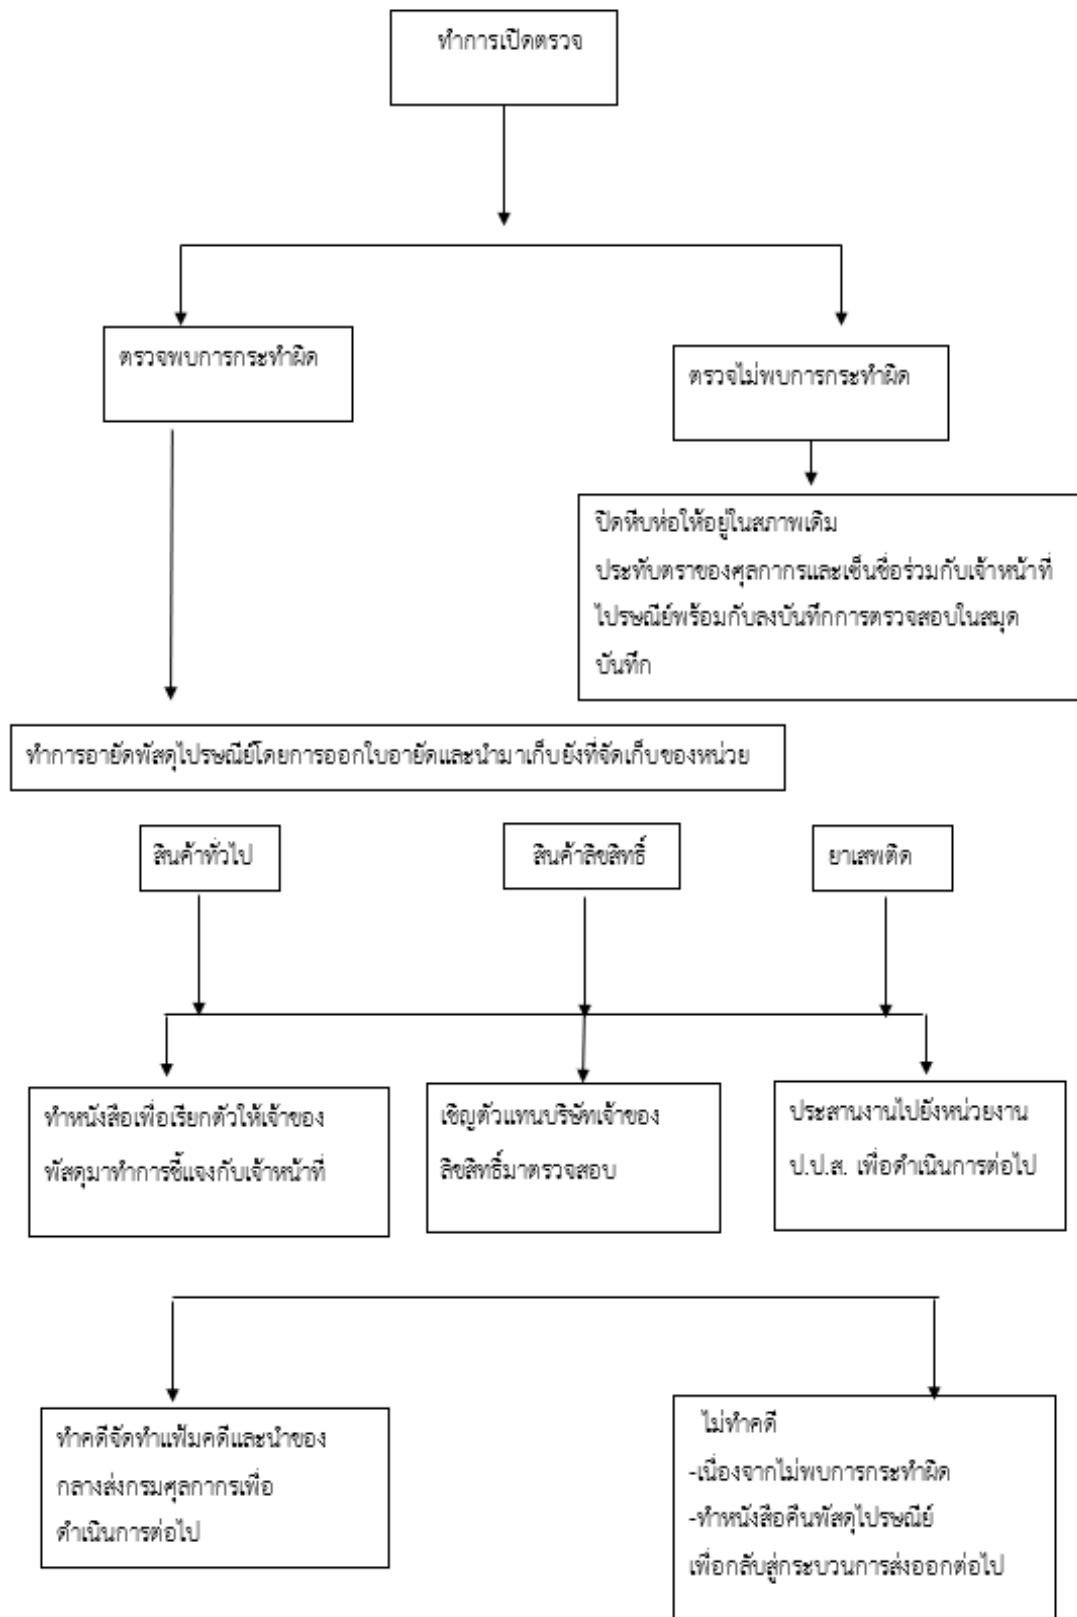 ทำการเปิดตรวจ
ตรวจพบการกระทำผิด
ตรวจไม่พบการกระทำผิด
ปิดหีบห่อให้อยู่ในสภาพเดิม
ประทับตราของศุลกากรและเซ็นชื่อร่วมกับเจ้าหน้าที่
ไปรษณีย์พร้อมกับลงบันทึกการตรวจสอบในสมุด
บันทึก
ทำการอายัดพัสดุไปรษณีย์โดยการออกใบอายัดและนำมาเก็บยังที่จัดเก็บของหน่วย
สินค้าทั่วไป
สินค้าลิขสิทธิ์
ยาเสพติด
ทำหนังสือเพื่อเรียกตัวให้เจ้าของ
พัสดุมาทำการชี้แจงกับเจ้าหน้าที่
เชิญตัวแทนบริษัทเจ้าของ
ลิขสิทธิ์มาตรวจสอบ
ประสานงานไปยังหน่วยงาน
ป.ป.ส. เพื่อดำเนินการต่อไป
ทำคดีจัดทำแฟ้มคดีและนำของ
กลางส่งกรมศุลกากรเพื่อ
ดำเนินการต่อไป
ไม่ทำคดี
-เนื่องจากไม่พบการกระทำผิด
-ทำหนังสือคืนพัสดุไปรษณีย์
เพื่อกลับสู่กระบวนการส่งออกต่อไป